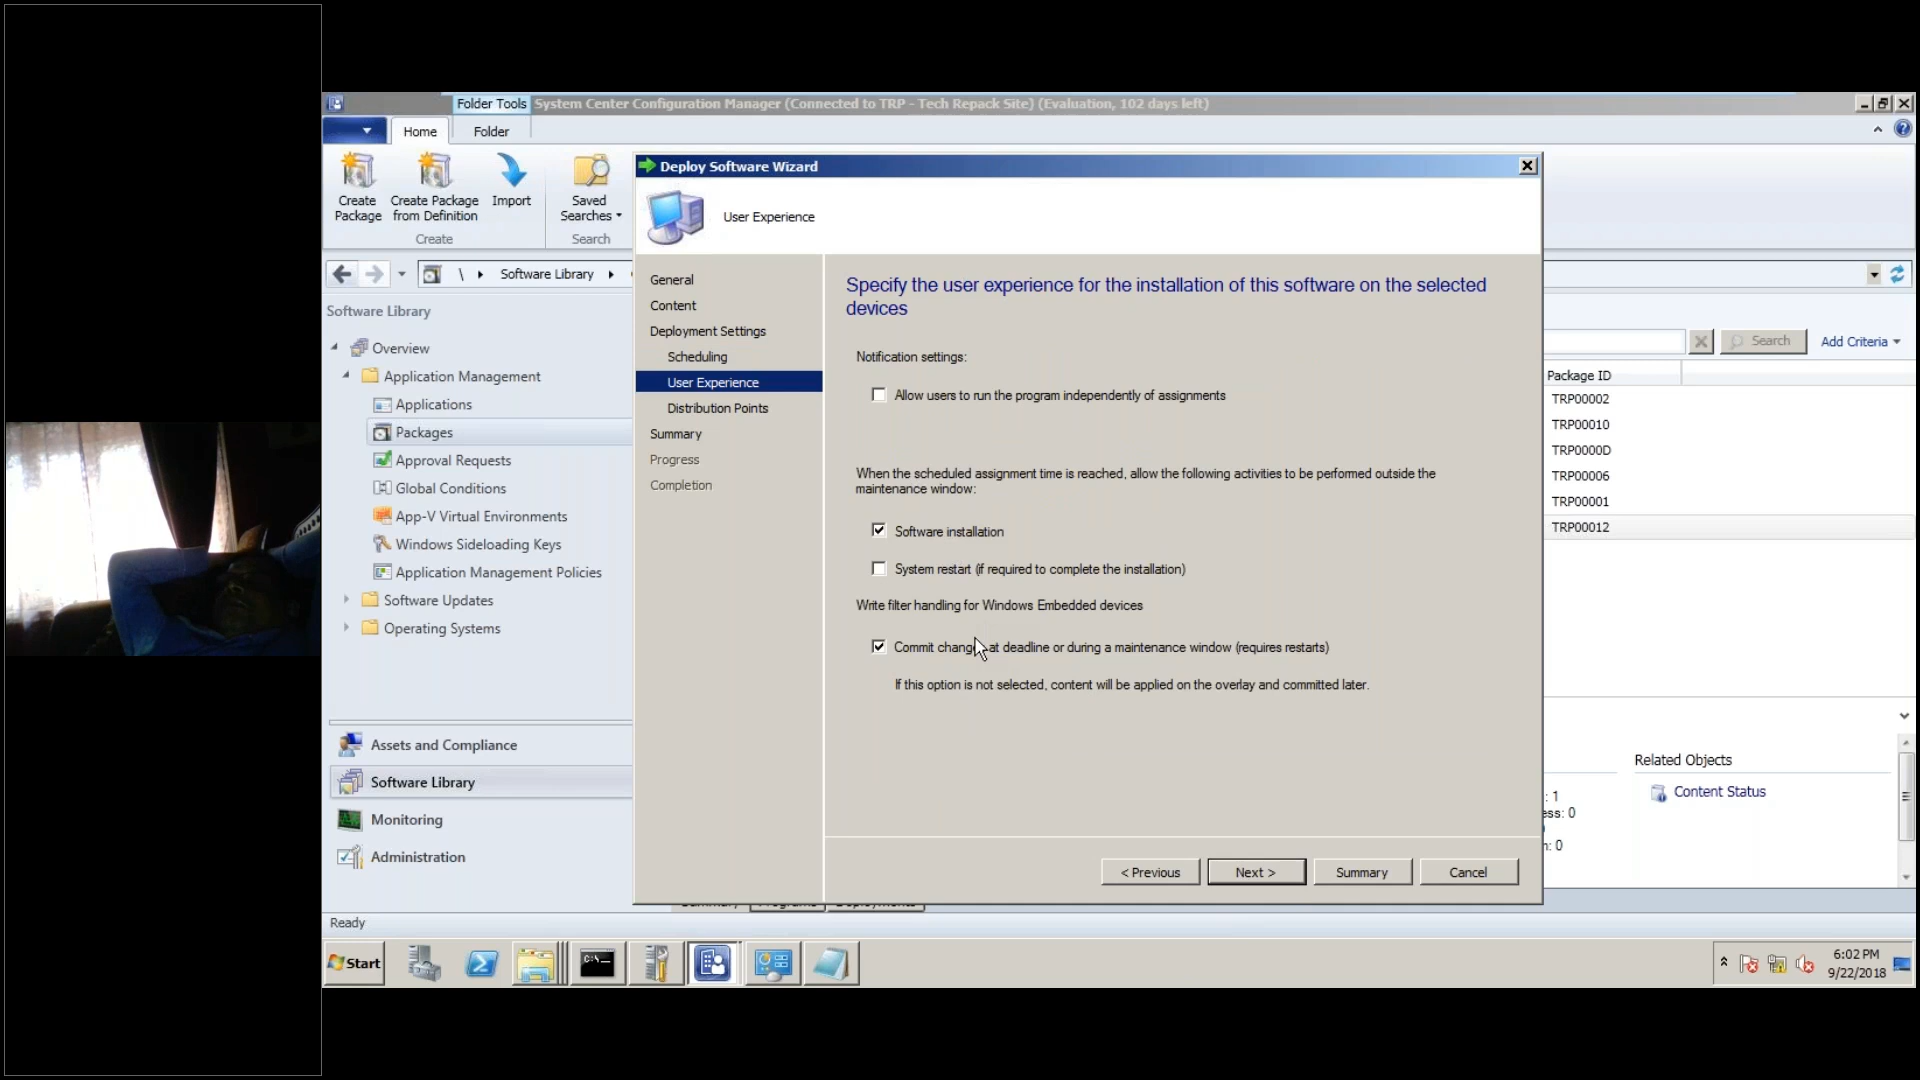 Folder Tools System Center Configuration Manager (Connected to TRP - Tech Repack Site) (Evaluation, 102 days left)
Home Folder
Create Package
Create Package from Definition
Import
Saved Searches
Create
Search
\ Software Library
Software Library
Overview
Application Management
Applications
Packages
Approval Requests
Global Conditions
App-V Virtual Environments
Windows Sideloading Keys
Application Management Policies
Software Updates
Operating Systems
Assets and Compliance
Software Library
Monitoring
Administration
Ready
Deploy Software Wizard
User Experience
General
Content
Deployment Settings
Scheduling
User Experience
Distribution Points
Summary
Progress
Completion
Specify the user experience for the installation of this software on the selected
devices
Notification settings:
Allow users to run the program independently of assignments
When the scheduled assignment time is reached, allow the following activities to be performed outside the
maintenance window:
Software installation
System restart (if required to complete the installation)
Write filter handling for Windows Embedded devices
Commit changes at deadline or during a maintenance window (requires restarts)
If this option is not selected, content will be applied on the overlay and committed later.
< Previous Next > Summary Cancel
Search Add Criteria
Package ID
TRP00002
TRP00010
TRP0000D
TRP00006
TRP00001
TRP00012
Related Objects
Content Status
: 1
ess: 0
n: 0
Start
C:\
6:02 PM
9/22/2018